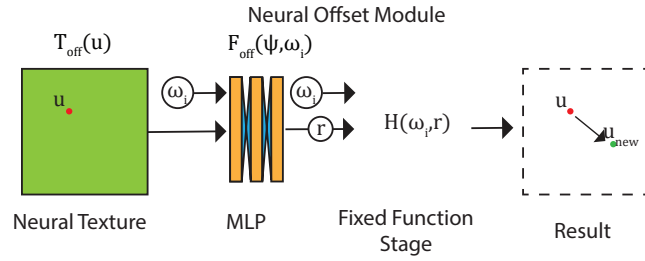 Neural Offset Module
T_off(u)
F_off(ψ,ω_i)
u
ω_i
ω_i
r
H(ω_i,r)
u
u_new
Neural Texture
MLP
Fixed Function
Stage
Result